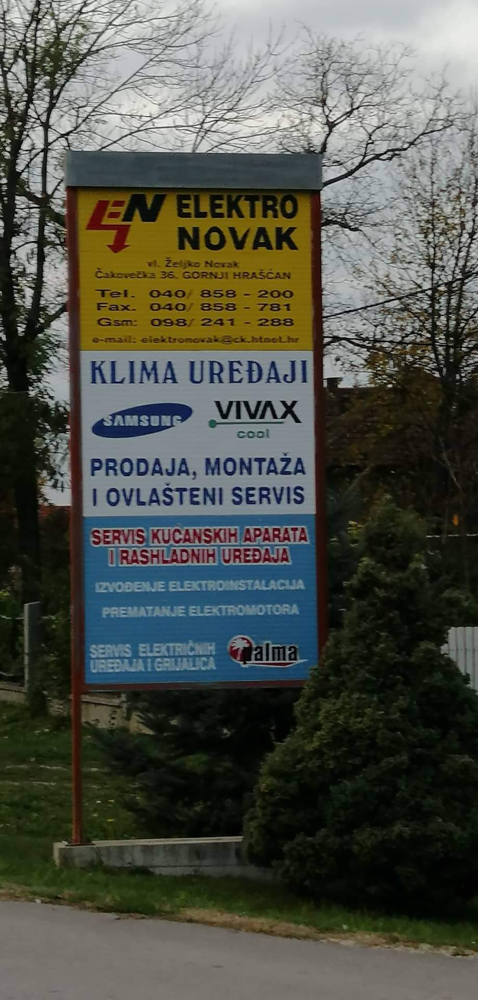 EN ELEKTRO
NOVAK
vl. Željko Novak
Čakovečka 36. GORNJI HRAŠĆAN
Tel. 040/ 858 - 200
Fax. 040/ 858 - 781
Gsm: 098/ 241 - 288
e-mail: elektronovak@ck.htnet.hr
KLIMA UREĐAJI
SAMSUNG VIVAX
cool
PRODAJA, MONTAŽA
I OVLAŠTENI SERVIS
SERVIS KUĆANSKIH APARATA
I RASHLADNIH UREĐAJA
IZVOĐENJE ELEKTROINSTALACIJA
PREMATANJE ELEKTROMOTORA
SERVIS ELEKTRIČNIH
UREĐAJA I GRIJALICA
palma